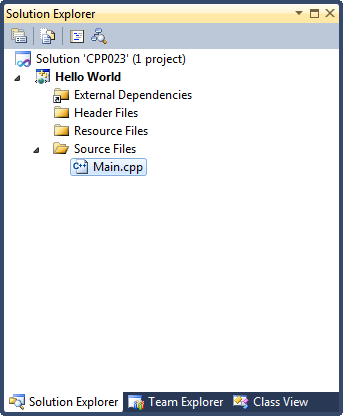 Solution Explorer
Solution 'CPP023' (1 project)
Hello World
External Dependencies
Header Files
Resource Files
Source Files
C++ Main.cpp
Solution Explorer Team Explorer Class View